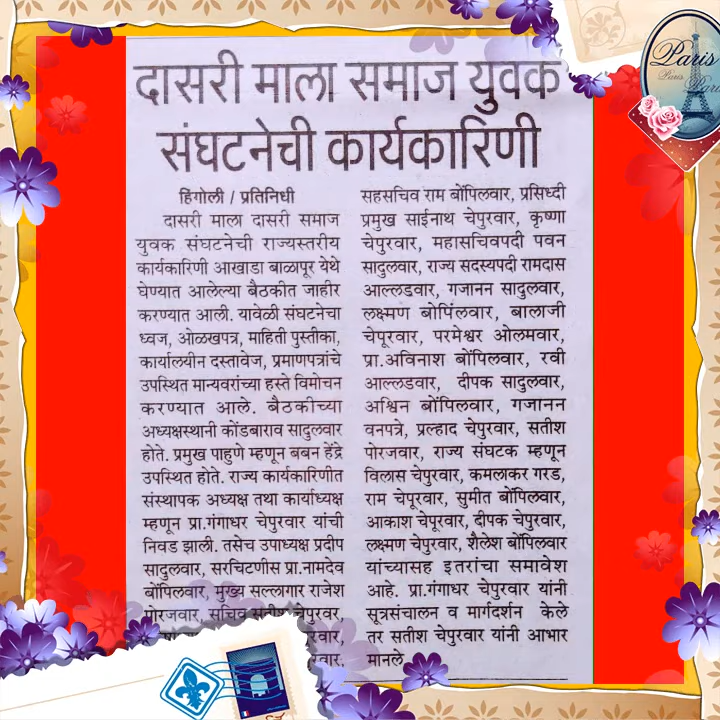 दासरी माला समाज युवक
संघटनेची कार्यकारिणी
हिंगोली / प्रतिनिधी
दासरी माला दासरी समाज
युवक संघटनेची राज्यस्तरीय
कार्यकारिणी आखाडा बाळापूर येथे
घेण्यात आलेल्या बैठकीत जाहीर
करण्यात आली. यावेळी संघटनेचा
ध्वज, ओळखपत्र, माहिती पुस्तीका,
कार्यालयीन दस्तावेज, प्रमाणपत्रांचे
उपस्थित मान्यवरांच्या हस्ते विमोचन
करण्यात आले. बैठकीच्या
अध्यक्षस्थानी कोंडबाराव सादुलवार
होते. प्रमुख पाहुणे म्हणून बबन हेंद्रे
उपस्थित होते. राज्य कार्यकारिणीत
संस्थापक अध्यक्ष तथा कार्याध्यक्ष
म्हणून प्रा.गंगाधर चेपुरवार यांची
निवड झाली. तसेच उपाध्यक्ष प्रदीप
सादुलवार, सरचिटणीस प्रा.नामदेव
बोंपिलवार, मुख्य सल्लागार राजेश
पोरजवार, सचिव सतीश चेपुरवर,
सहसचिव राम बोंपिलवार, प्रसिध्दी
प्रमुख साईनाथ चेपुरवार, कृष्णा
चेपुरवार, महासचिवपदी पवन
सादुलवार, राज्य सदस्यपदी रामदास
आल्लडवार, गजानन सादुलवार,
लक्ष्मण बोपिंलवार, बालाजी
चेपूरवार, परमेश्वर ओलमवार,
प्रा.अविनाश बोंपिलवार, रवी
आल्लडवार, दीपक सादुलवार,
अश्विन बोंपिलवार, गजानन
वनपत्रे, प्रल्हाद चेपुरवार, सतीश
पोरजवार, राज्य संघटक म्हणून
विलास चेपुरवार, कमलाकर गरड,
राम चेपूरवार, सुमीत बोंपिलवार,
आकाश चेपूरवार, दीपक चेपुरवार,
लक्ष्मण चेपुरवार, शैलेश बोंपिलवार
यांच्यासह इतरांचा समावेश
आहे. प्रा.गंगाधर चेपुरवार यांनी
सूत्रसंचालन व मार्गदर्शन केले
तर सतीश चेपुरवार यांनी आभार
मानले
Paris
Paris